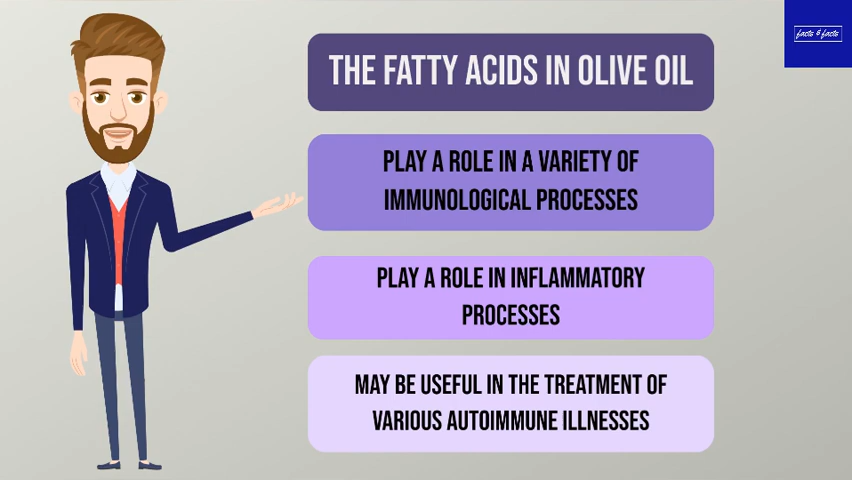 facts & facts
THE FATTY ACIDS IN OLIVE OIL
PLAY A ROLE IN A VARIETY OF
IMMUNOLOGICAL PROCESSES
PLAY A ROLE IN INFLAMMATORY
PROCESSES
MAY BE USEFUL IN THE TREATMENT OF
VARIOUS AUTOIMMUNE ILLNESSES